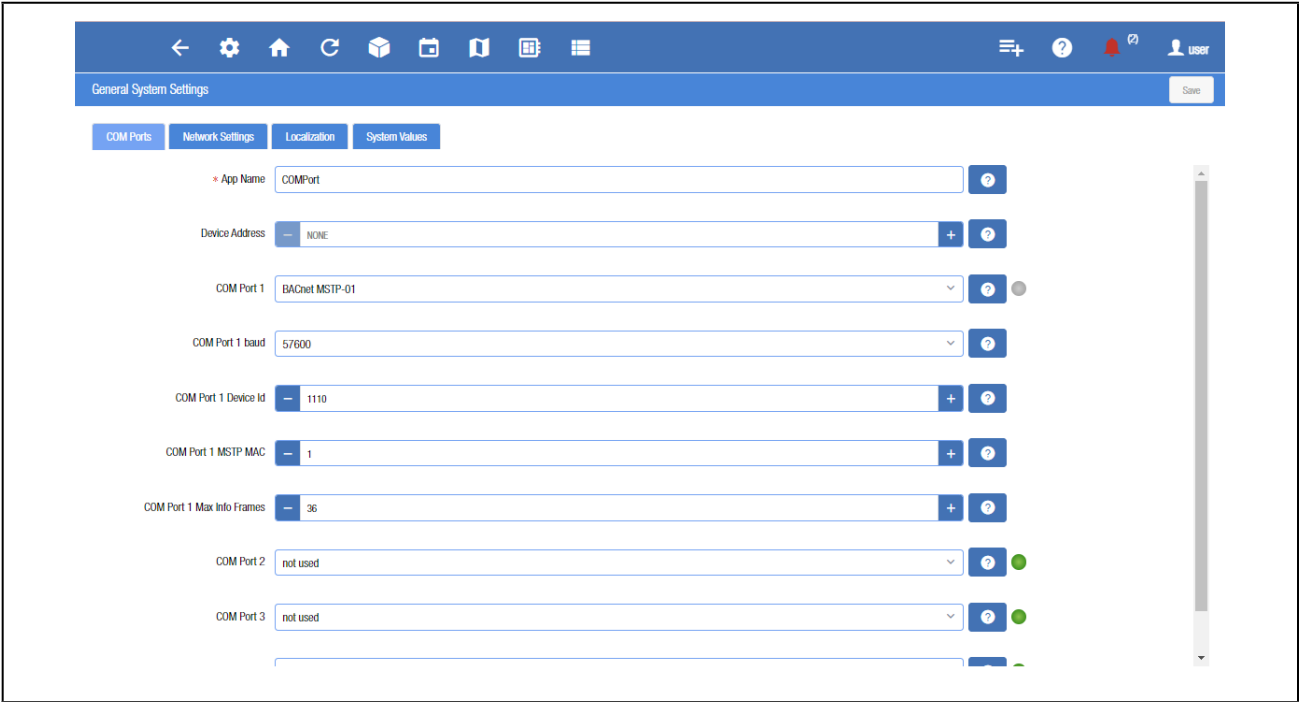 (2)
user
General System Settings
Save
COM Ports Network Settings Localization System Values
* App Name COMPort ?
Device Address − NONE + ?
COM Port 1 BACnet MSTP-01 ?
COM Port 1 baud 57600 ?
COM Port 1 Device Id − 1110 + ?
COM Port 1 MSTP MAC − 1 + ?
COM Port 1 Max Info Frames − 36 + ?
COM Port 2 not used ?
COM Port 3 not used ?